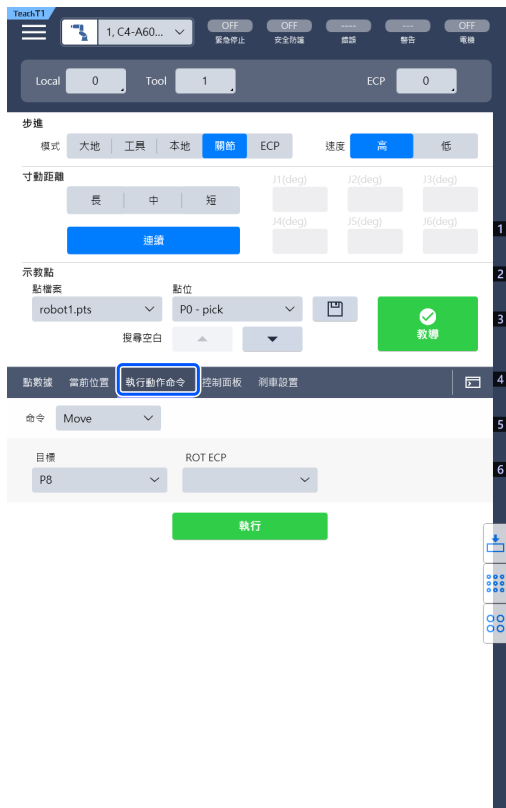 TeachT1
1, C4-A60...
OFF
緊急停止
OFF
安全防護
----
錯誤
---
警告
OFF
電機
Local
0
Tool
1
ECP
0
步進
模式
大地
工具
本地
關節
ECP
速度
高
低
寸動距離
長
中
短
連續
J1(deg)
J2(deg)
J3(deg)
J4(deg)
J5(deg)
J6(deg)
示教點
點檔案
點位
robot1.pts
P0 - pick
搜尋空白
教導
點數據
當前位置
執行動作命令
控制面板
剎車設置
命令
Move
目標
ROT ECP
P8
執行
1
2
3
4
5
6